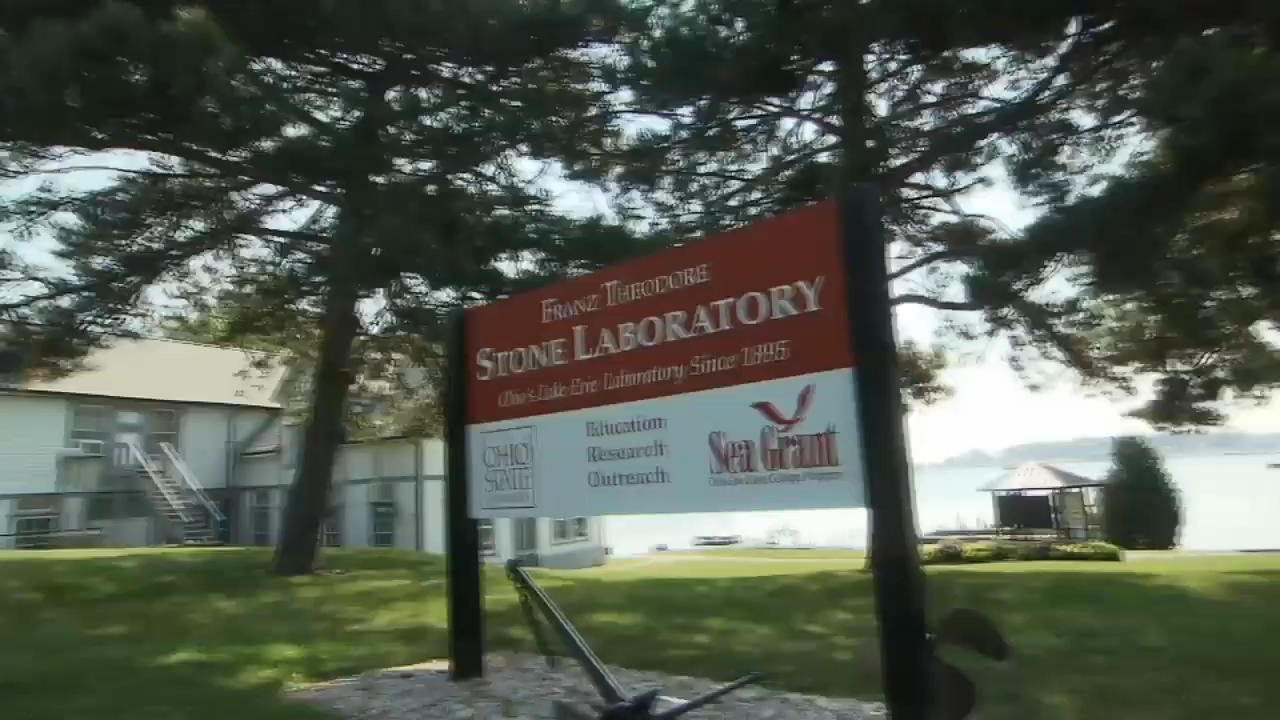 FRANZ THEODORE
STONE LABORATORY
Ohio's Lake Erie Laboratory Since 1895
OHIO
STATE
Education
Research
Outreach
Sea Grant